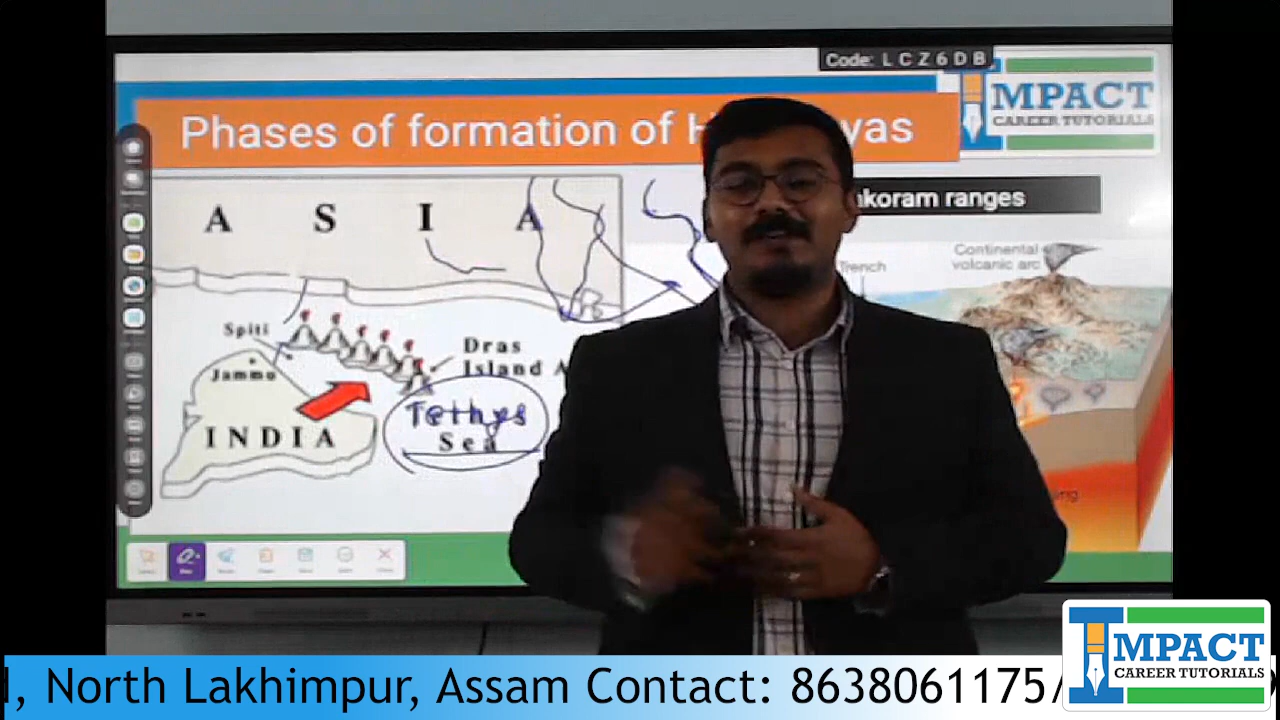 Code: L C Z 6 D B
MPACT
CAREER TUTORIALS
Phases of formation of H yas
akoram ranges
A S I A
Continental
volcanic arc
Trench
Spiti
Jammu
Dras
Island A
INDIA
Tethys
Sea
MPACT
CAREER TUTORIALS
, North Lakhimpur, Assam Contact: 8638061175/